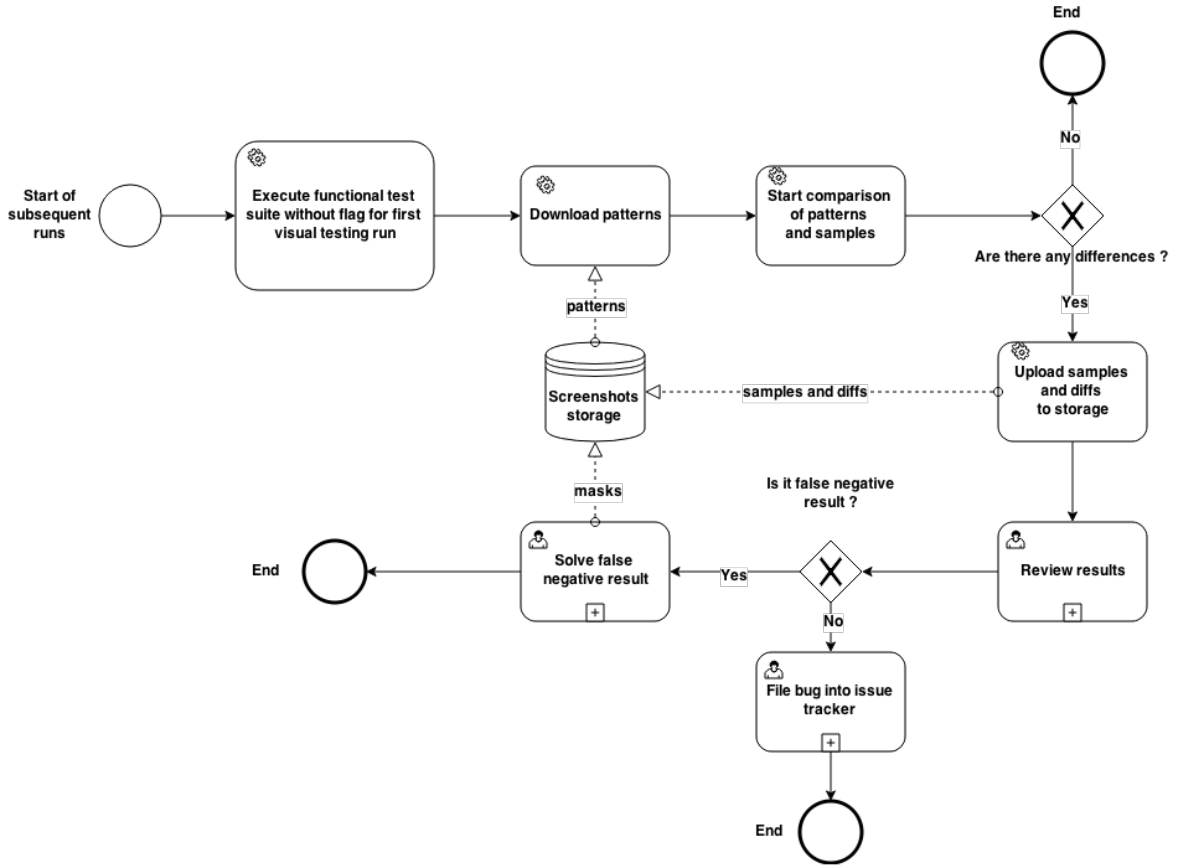 End
No
Start of
subsequent
runs
Execute functional test
suite without flag for first
visual testing run
Download patterns
Start comparison
of patterns
and samples
Are there any differences ?
Yes
patterns
Screenshots
storage
samples and diffs
Upload samples
and diffs
to storage
masks
Is it false negative
result ?
End
Solve false
negative result
Yes
Review results
No
File bug into issue
tracker
End